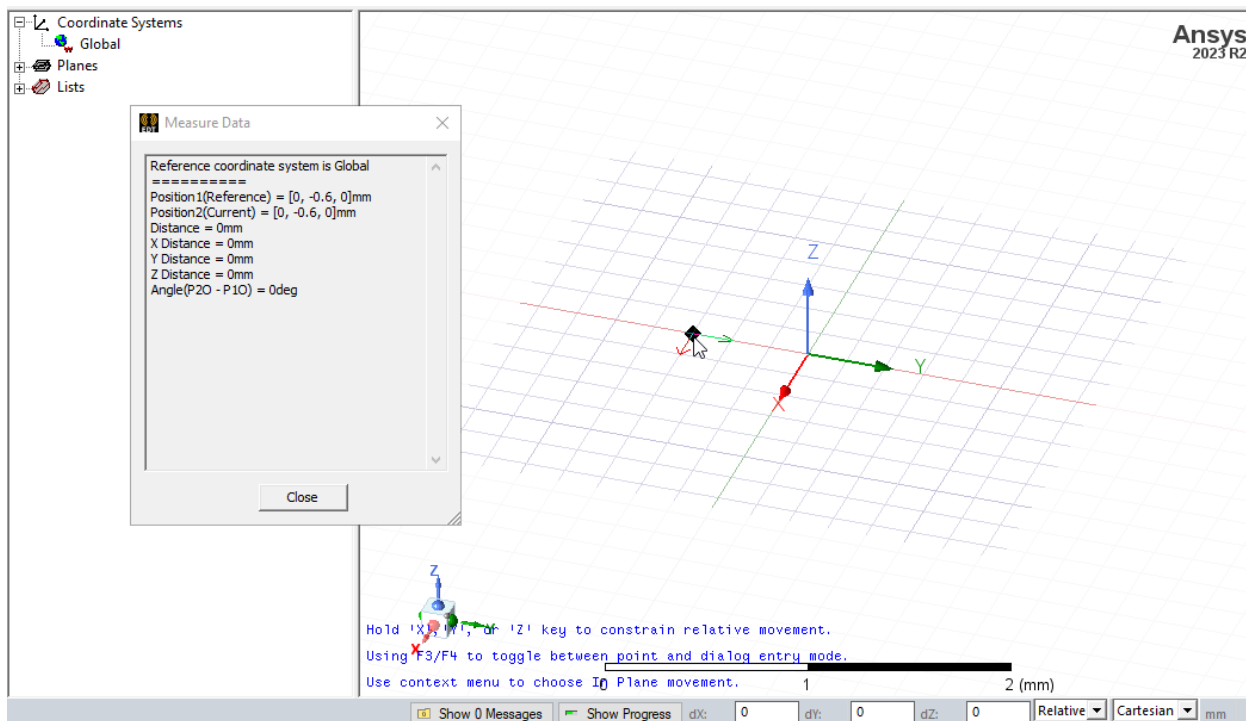 Coordinate Systems
Global
Planes
Lists
Ansys
2023 R2
Measure Data
Reference coordinate system is Global
==========
Position1(Reference) = [0, -0.6, 0]mm
Position2(Current) = [0, -0.6, 0]mm
Distance = 0mm
X Distance = 0mm
Y Distance = 0mm
Z Distance = 0mm
Angle(P2O - P1O) = 0deg
Close
Z
Y
X
Z
Y
X
Hold 'X', 'Y', or 'Z' key to constrain relative movement.
Using F3/F4 to toggle between point and dialog entry mode.
Use context menu to choose In Plane movement.
0 1 2 (mm)
Show 0 Messages Show Progress dX: 0 dY: 0 dZ: 0 Relative Cartesian mm